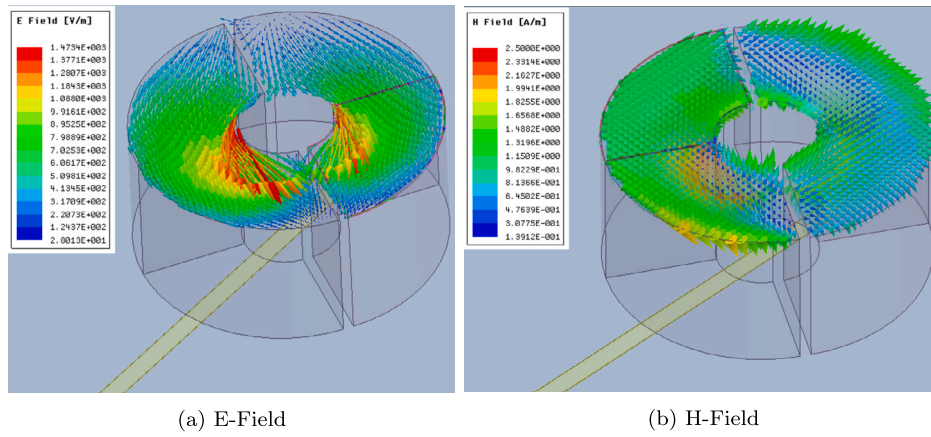 E Field [V/m]
1.4734E+003
1.3771E+003
1.2807E+003
1.1843E+003
1.0880E+003
9.9161E+002
8.9525E+002
7.9889E+002
7.0253E+002
6.0617E+002
5.0981E+002
4.1345E+002
3.1709E+002
2.2073E+002
1.2437E+002
2.8013E+001
H Field [A/m]
2.5000E+000
2.3314E+000
2.1627E+000
1.9941E+000
1.8255E+000
1.6568E+000
1.4882E+000
1.3196E+000
1.1509E+000
9.8229E-001
8.1366E-001
6.4502E-001
4.7639E-001
3.0775E-001
1.3912E-001
(a) E-Field
(b) H-Field